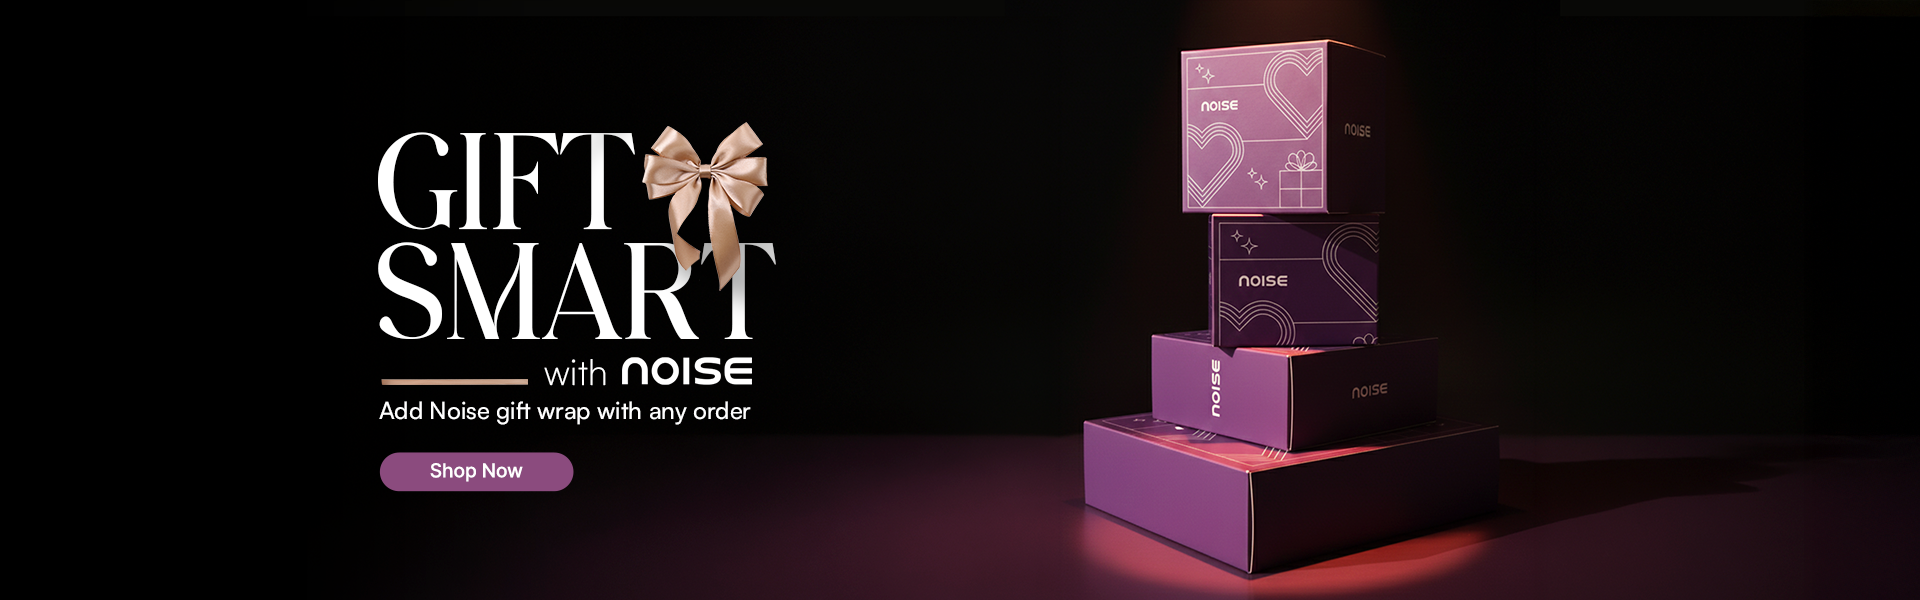 GIFT
SMART
with NOISE
Add Noise gift wrap with any order
Shop Now
NOISE
NOISE
NOISE
NOISE
NOISE